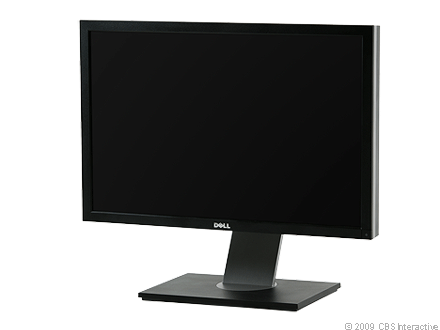 DELL
© 2009 CBS Interactive